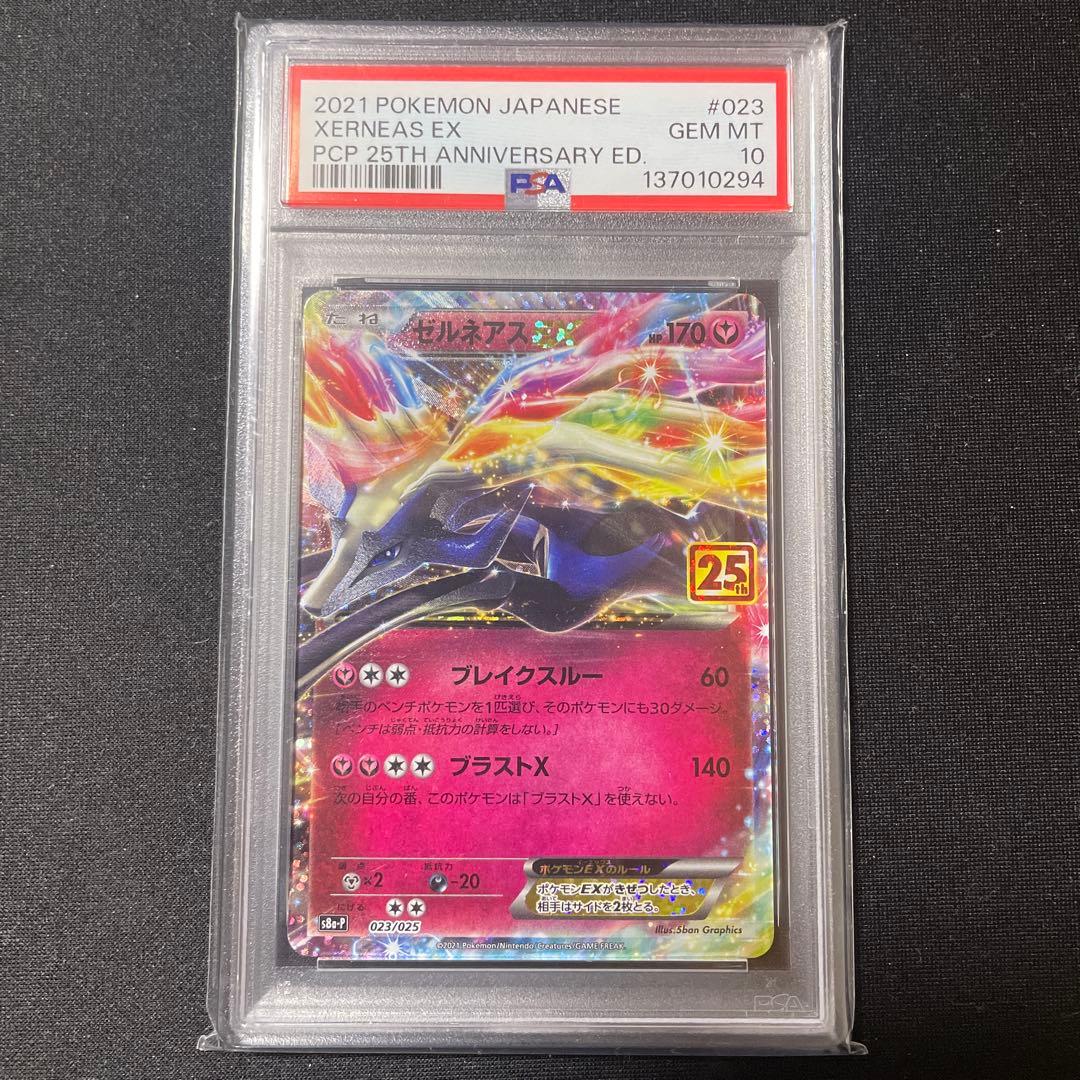 2021 POKEMON JAPANESE #023
XERNEAS EX GEM MT
PCP 25TH ANNIVERSARY ED. 10
PSA 137010294
たね ゼルネアスEX HP 170
25th
ブレイクスルー 60
相手のベンチポケモンを1匹選び、そのポケモンにも30ダメージ。
[ベンチは弱点・抵抗力の計算をしない。]
ブラストX 140
次の自分の番、このポケモンは「ブラストX」を使えない。
弱点 抵抗力 ポケモンEXのルール
×2 -20 ポケモンEXがきぜつしたとき、
にげる 相手はサイドを2枚とる。
s8a-P 023/025 illus. 5ban Graphics
©2021 Pokémon/Nintendo/Creatures/GAME FREAK.
PSA